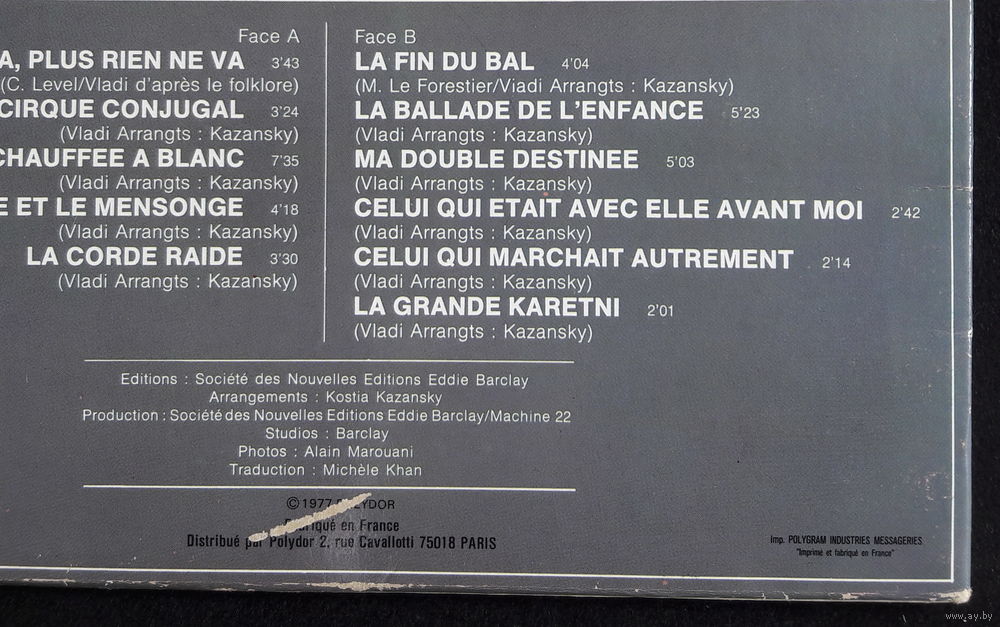 Face A
A, PLUS RIEN NE VA 3'43
(C. Level/Vladi d'après le folklore)
CIRQUE CONJUGAL 3'24
(Vladi Arrangts : Kazansky)
CHAUFFEE A BLANC 7'35
(Vladi Arrangts : Kazansky)
E ET LE MENSONGE 4'18
(Vladi Arrangts : Kazansky)
LA CORDE RAIDE 3'30
(Vladi Arrangts : Kazansky)
Face B
LA FIN DU BAL 4'04
(M. Le Forestier/Viadi Arrangts : Kazansky)
LA BALLADE DE L'ENFANCE 5'23
(Vladi Arrangts : Kazansky)
MA DOUBLE DESTINEE 5'03
(Vladi Arrangts : Kazansky)
CELUI QUI ETAIT AVEC ELLE AVANT MOI 2'42
(Vladi Arrangts : Kazansky)
CELUI QUI MARCHAIT AUTREMENT 2'14
(Vladi Arrangts : Kazansky)
LA GRANDE KARETNI 2'01
(Vladi Arrangts : Kazansky)
Editions : Société des Nouvelles Editions Eddie Barclay
Arrangements : Kostia Kazansky
Production : Société des Nouvelles Editions Eddie Barclay/Machine 22
Studios : Barclay
Photos : Alain Marouani
Traduction : Michèle Khan
©1977 POLYDOR
Fabriqué en France
Distribué par Polydor 2, rue Cavallotti 75018 PARIS
Imp. POLYGRAM INDUSTRIES MESSAGERIES
"Imprimé et fabriqué en France"
www.ay.by